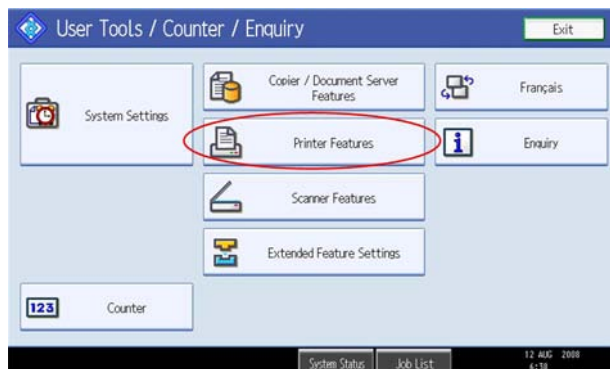 User Tools / Counter / Enquiry
Exit
System Settings
Copier / Document Server
Features
Français
Printer Features
Enquiry
Scanner Features
Extended Feature Settings
123
Counter
System Status
Job List
12 AUG 2008